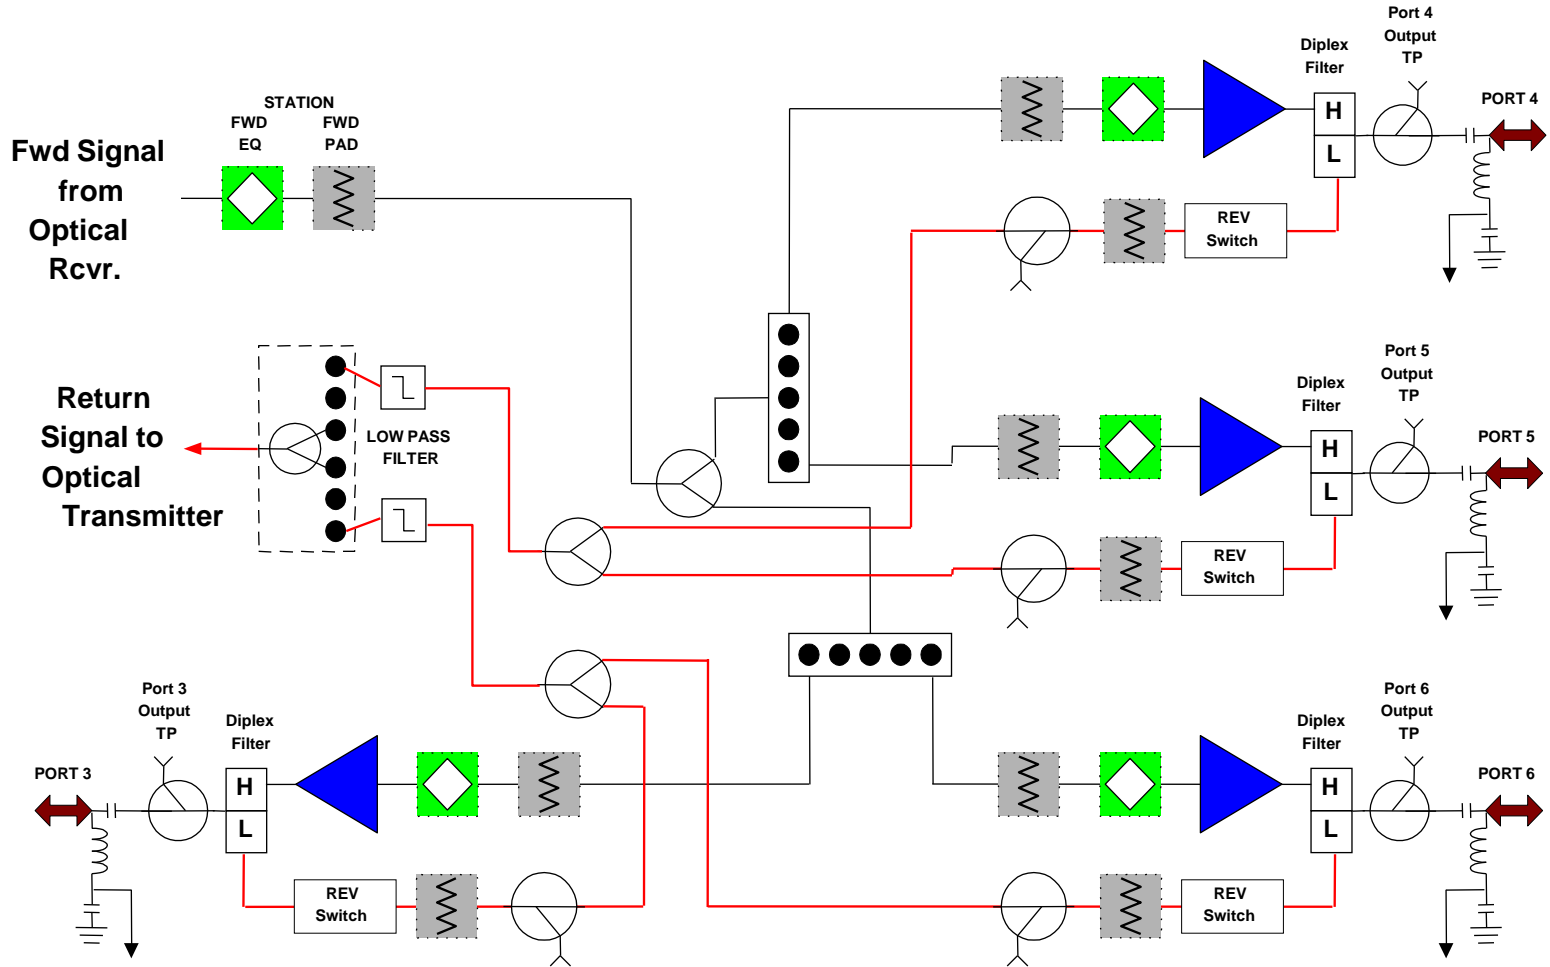 STATION
FWD
EQ
FWD
PAD
Fwd Signal
from
Optical
Rcvr.
Diplex
Filter
Port 4
Output
TP
PORT 4
H
L
REV
Switch
Return
Signal to
Optical
Transmitter
LOW PASS
FILTER
Diplex
Filter
Port 5
Output
TP
PORT 5
H
L
REV
Switch
Port 3
Output
TP
Diplex
Filter
PORT 3
H
L
REV
Switch
Diplex
Filter
Port 6
Output
TP
PORT 6
H
L
REV
Switch